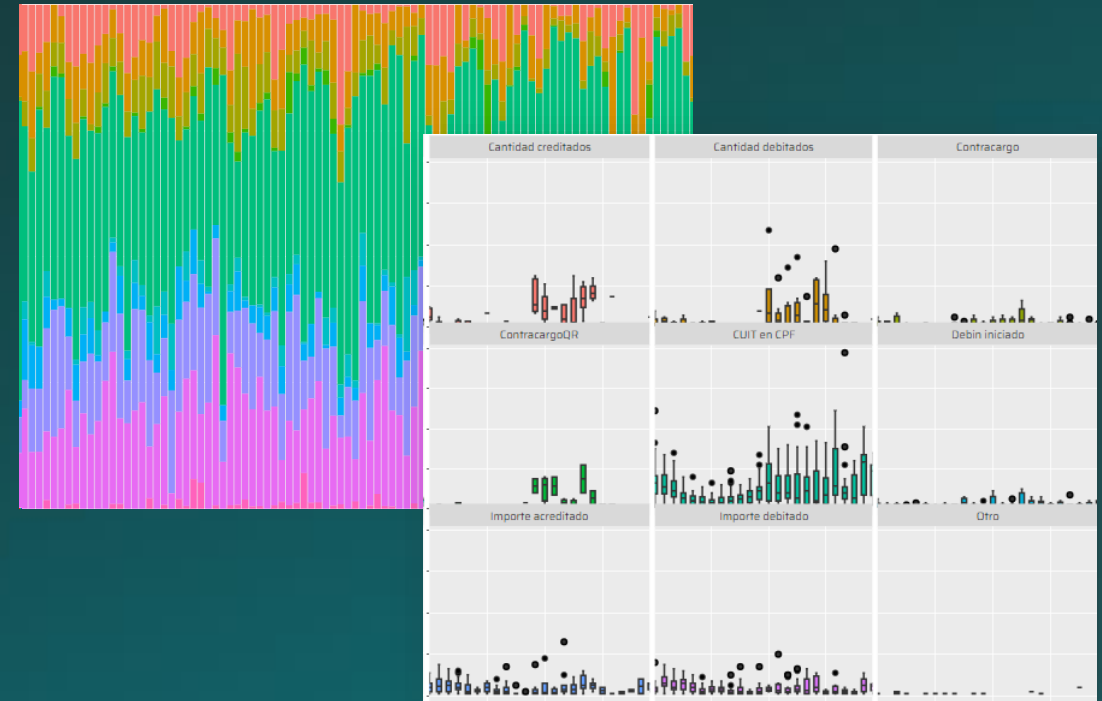 Cantidad creditados
Cantidad debitados
Contracargo
ContracargoQR
CUIT en CPF
Debin iniciado
Importe acreditado
Importe debitado
Otro